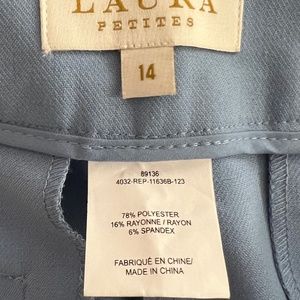 LAURA
PETITES
14
89136
4032-REP-11636B-123
78% POLYESTER
16% RAYONNE / RAYON
6% SPANDEX
FABRIQUÉ EN CHINE/
MADE IN CHINA